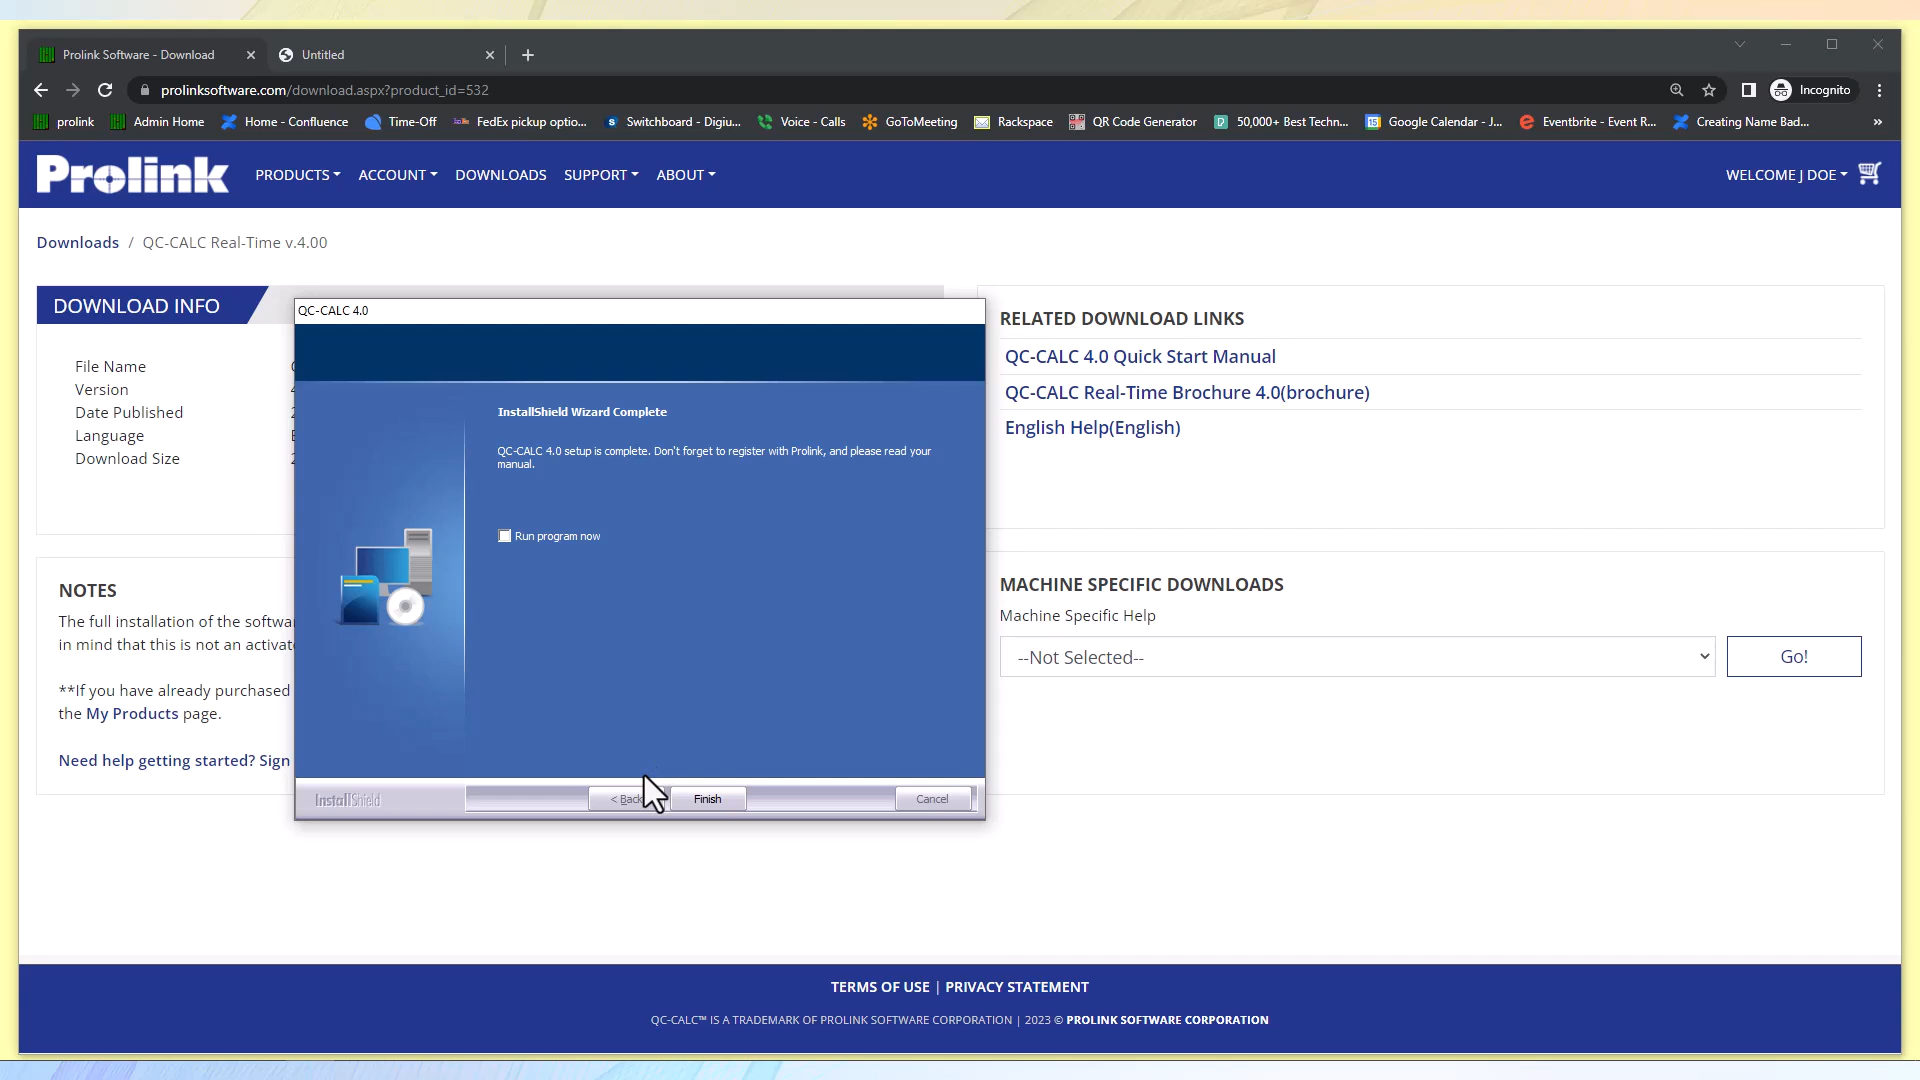 Prolink Software - Download
Untitled
prolinksoftware.com/download.aspx?product_id=532
Incognito
prolink
Admin Home
Home - Confluence
Time-Off
FedEx pickup optio...
Switchboard - Digiu...
Voice - Calls
GoToMeeting
Rackspace
QR Code Generator
50,000+ Best Techn...
Google Calendar - J...
Eventbrite - Event R...
Creating Name Bad...
»
Prolink
PRODUCTS
ACCOUNT
DOWNLOADS
SUPPORT
ABOUT
WELCOME J DOE
Downloads / QC-CALC Real-Time v.4.00
DOWNLOAD INFO
File Name
Version
Date Published
Language
Download Size
NOTES
The full installation of the softwa
in mind that this is not an activat
**If you have already purchased
the My Products page.
Need help getting started? Sign
QC-CALC 4.0
InstallShield Wizard Complete
QC-CALC 4.0 setup is complete. Don't forget to register with Prolink, and please read your
manual.
Run program now
InstallShield
< Back
Finish
Cancel
RELATED DOWNLOAD LINKS
QC-CALC 4.0 Quick Start Manual
QC-CALC Real-Time Brochure 4.0(brochure)
English Help(English)
MACHINE SPECIFIC DOWNLOADS
Machine Specific Help
--Not Selected--
Go!
TERMS OF USE | PRIVACY STATEMENT
QC-CALC™ IS A TRADEMARK OF PROLINK SOFTWARE CORPORATION | 2023 © PROLINK SOFTWARE CORPORATION